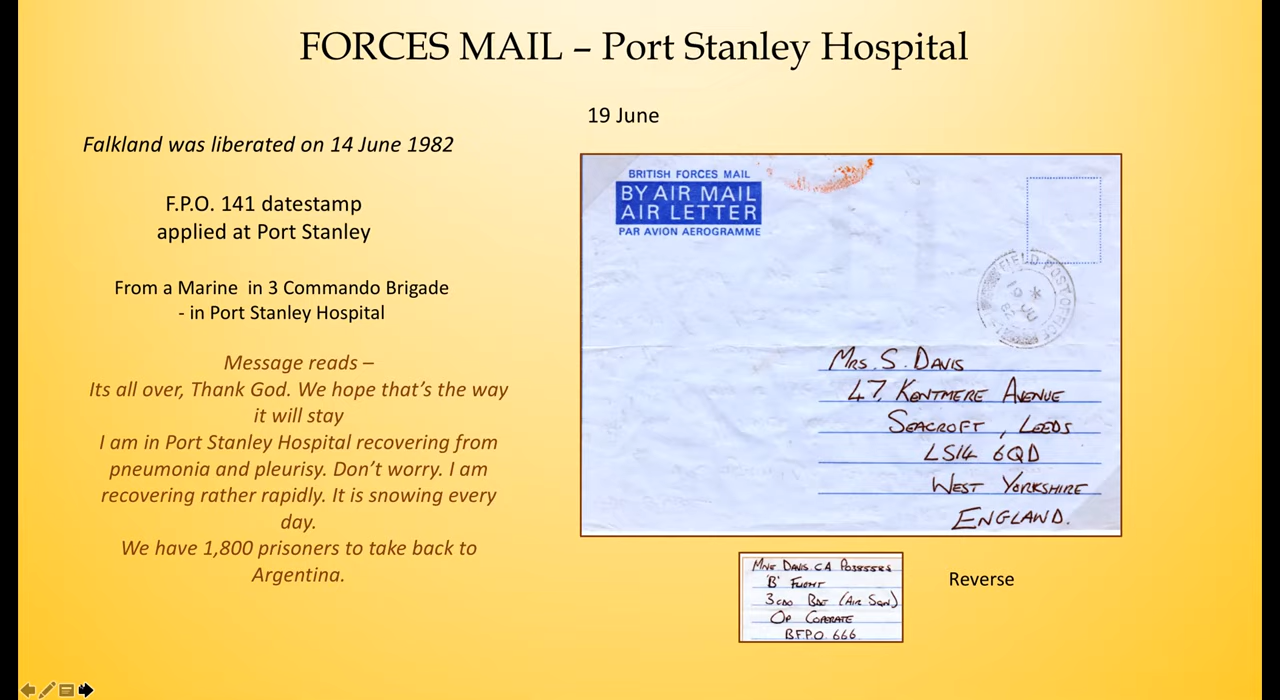 FORCES MAIL – Port Stanley Hospital
19 June
Falkland was liberated on 14 June 1982
F.P.O. 141 datestamp
applied at Port Stanley
From a Marine in 3 Commando Brigade
- in Port Stanley Hospital
Message reads –
Its all over, Thank God. We hope that's the way
it will stay
I am in Port Stanley Hospital recovering from
pneumonia and pleurisy. Don't worry. I am
recovering rather rapidly. It is snowing every
day.
We have 1,800 prisoners to take back to
Argentina.
BRITISH FORCES MAIL
BY AIR MAIL
AIR LETTER
PAR AVION AEROGRAMME
FIELD POST OFFICE
MRS. S. DAVIS
47, KENTMERE AVENUE
SEACROFT, LEEDS
LS14 6QD
WEST YORKSHIRE
ENGLAND.
MNE DAVIS CA
'B' FLIGHT
3 CDO BDE (AIR SQN)
OP COPERATE
B.F.P.O. 666
Reverse